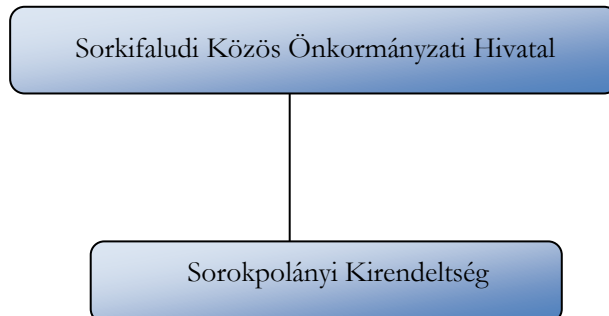 Sorkifaludi Közös Önkormányzati Hivatal
Sorokpolányi Kirendeltség